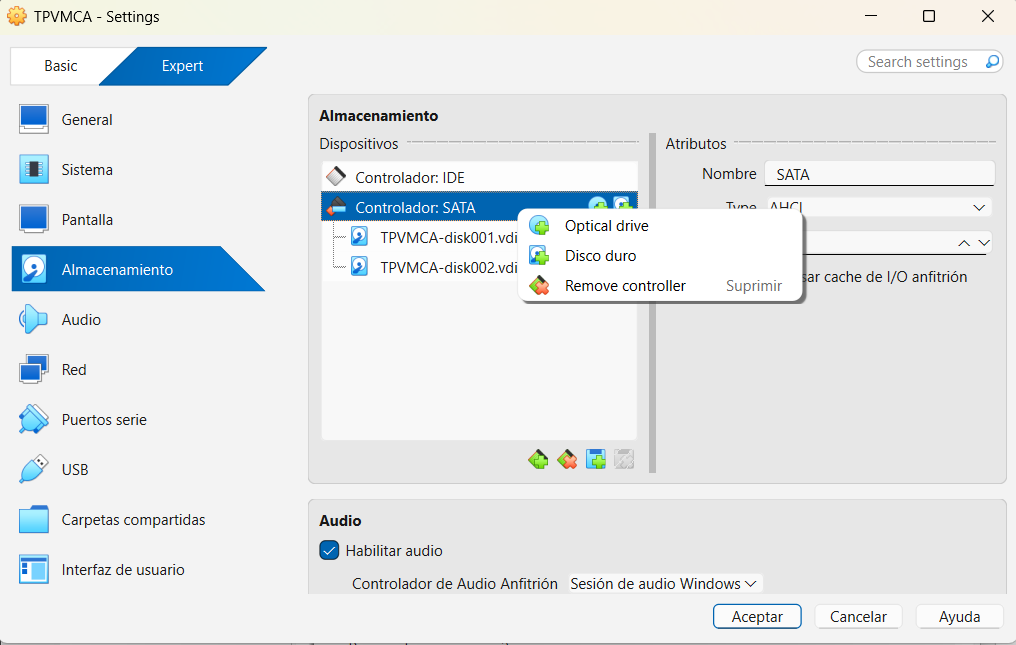 TPVMCA - Settings
Basic
Expert
Search settings
General
Sistema
Pantalla
Almacenamiento
Audio
Red
Puertos serie
USB
Carpetas compartidas
Interfaz de usuario
Almacenamiento
Dispositivos
Controlador: IDE
Controlador: SATA
TPVMCA-disk001.vdi
TPVMCA-disk002.vdi
Optical drive
Disco duro
Remove controller Suprimir
Atributos
Nombre SATA
Type AHCI
sar cache de I/O anfitrión
Audio
Habilitar audio
Controlador de Audio Anfitrión Sesión de audio Windows
Aceptar
Cancelar
Ayuda